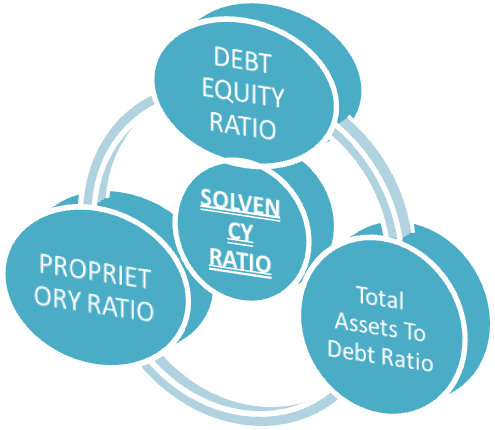 DEBT
EQUITY
RATIO
SOLVEN
CY
RATIO
PROPRIET
ORY RATIO
Total
Assets To
Debt Ratio